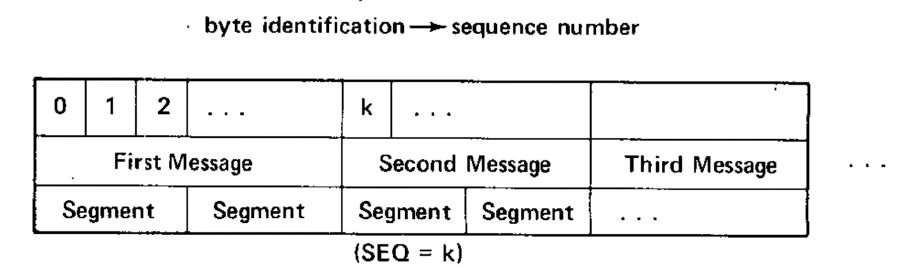 byte identification → sequence number
0 1 2 ... k ...
First Message Second Message Third Message ...
Segment Segment Segment Segment ...
(SEQ = k)